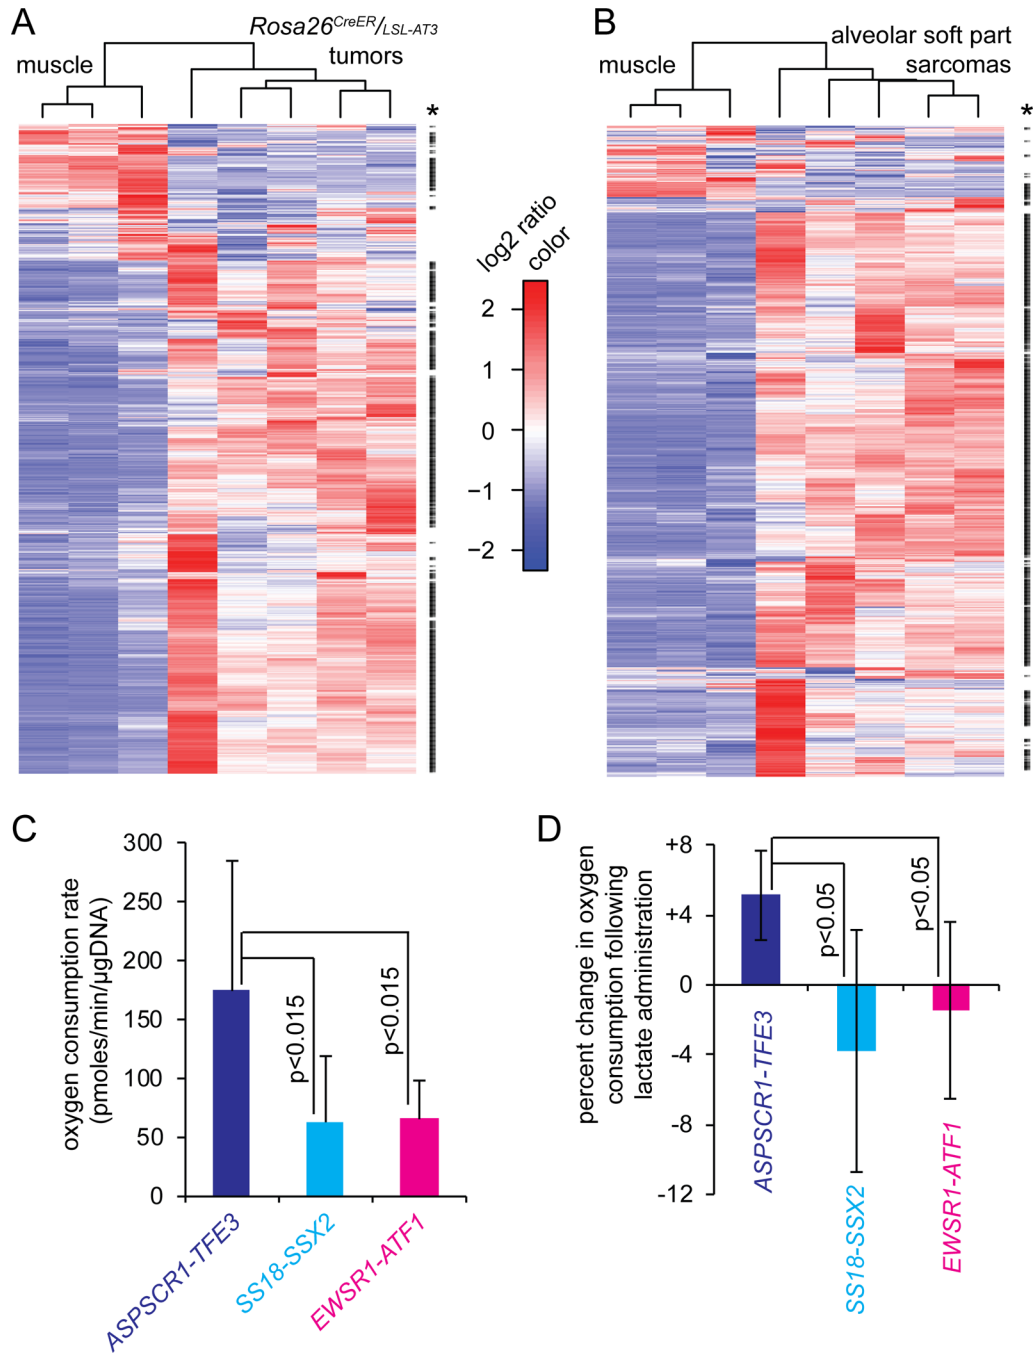 A
Rosa26CreER/LSL-AT3
muscle
tumors
*
B
alveolar soft part
muscle
sarcomas
*
log2 ratio
color
2
1
0
−1
−2
C
oxygen consumption rate
(pmoles/min/µgDNA)
300
250
200
150
100
50
0
p<0.015
p<0.015
ASPSCR1-TFE3
SS18-SSX2
EWSR1-ATF1
D
percent change in oxygen
consumption following
lactate administration
+8
+4
0
-4
-8
-12
p<0.05
p<0.05
ASPSCR1-TFE3
SS18-SSX2
EWSR1-ATF1